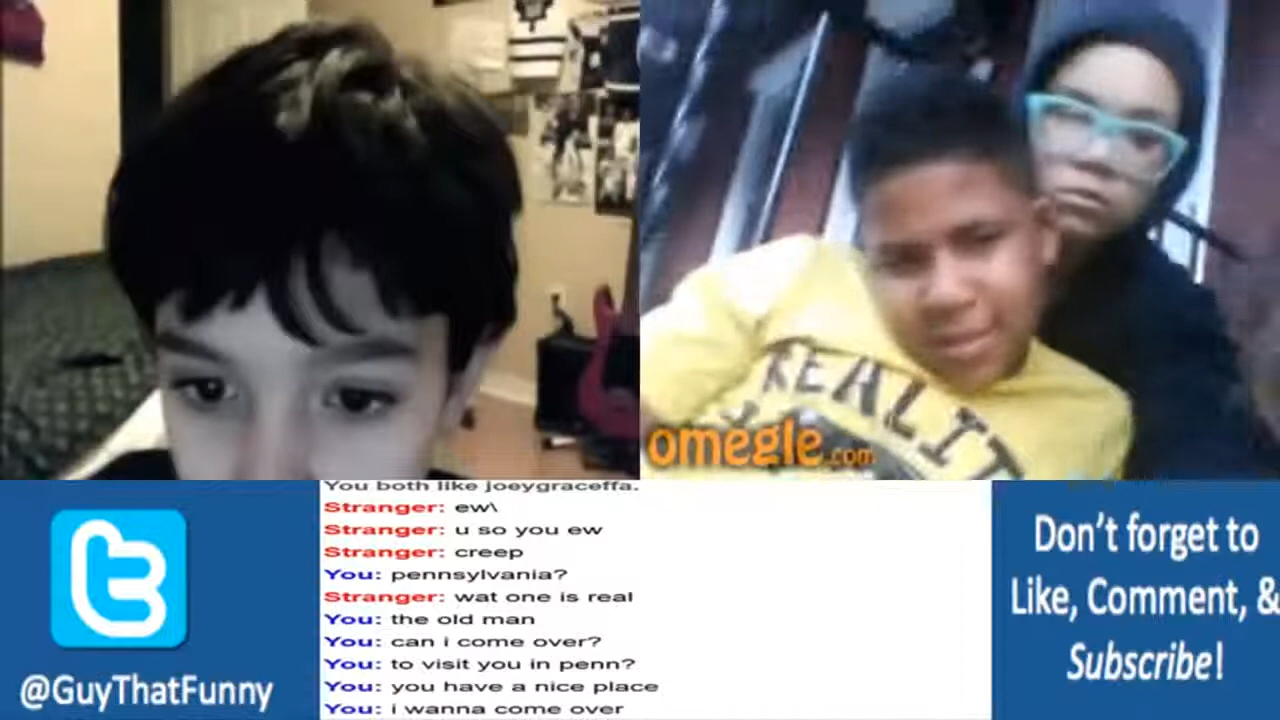 REALIT
omegle.com
You both like joeygraceffa.
Stranger: ew\
Stranger: u so you ew
Stranger: creep
You: pennsylvania?
Stranger: wat one is real
You: the old man
You: can i come over?
You: to visit you in penn?
You: you have a nice place
You: i wanna come over
@GuyThatFunny
Don't forget to
Like, Comment, &
Subscribe!